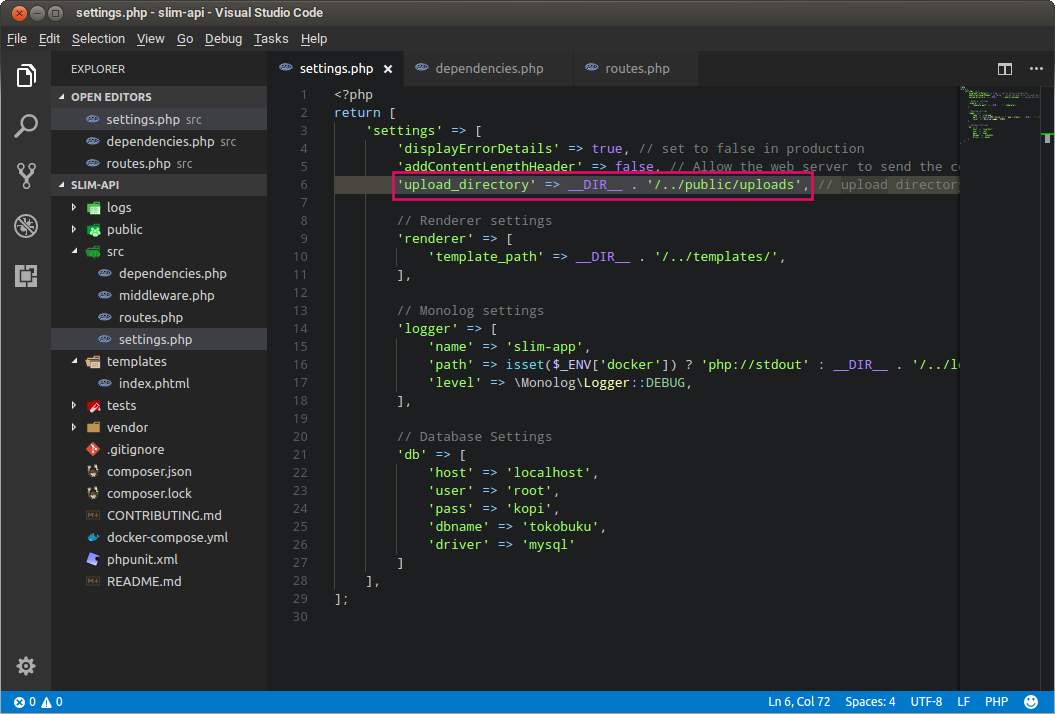 settings.php - slim-api - Visual Studio Code
File Edit Selection View Go Debug Tasks Help
EXPLORER
OPEN EDITORS
settings.php src
dependencies.php src
routes.php src
SLIM-API
logs
public
src
dependencies.php
middleware.php
routes.php
settings.php
templates
index.phtml
tests
vendor
.gitignore
composer.json
composer.lock
CONTRIBUTING.md
docker-compose.yml
phpunit.xml
README.md
settings.php dependencies.php routes.php
1 <?php
2 return [
3 'settings' => [
4 'displayErrorDetails' => true, // set to false in production
5 'addContentLengthHeader' => false, // Allow the web server to send the co
6 'upload_directory' => __DIR__ . '/../public/uploads', // upload directory
7
8 // Renderer settings
9 'renderer' => [
10 'template_path' => __DIR__ . '/../templates/',
11 ],
12
13 // Monolog settings
14 'logger' => [
15 'name' => 'slim-app',
16 'path' => isset($_ENV['docker']) ? 'php://stdout' : __DIR__ . '/../lo
17 'level' => \Monolog\Logger::DEBUG,
18 ],
19
20 // Database Settings
21 'db' => [
22 'host' => 'localhost',
23 'user' => 'root',
24 'pass' => 'kopi',
25 'dbname' => 'tokobuku',
26 'driver' => 'mysql'
27 ]
28 ],
29 ];
30
0 0 Ln 6, Col 72 Spaces: 4 UTF-8 LF PHP